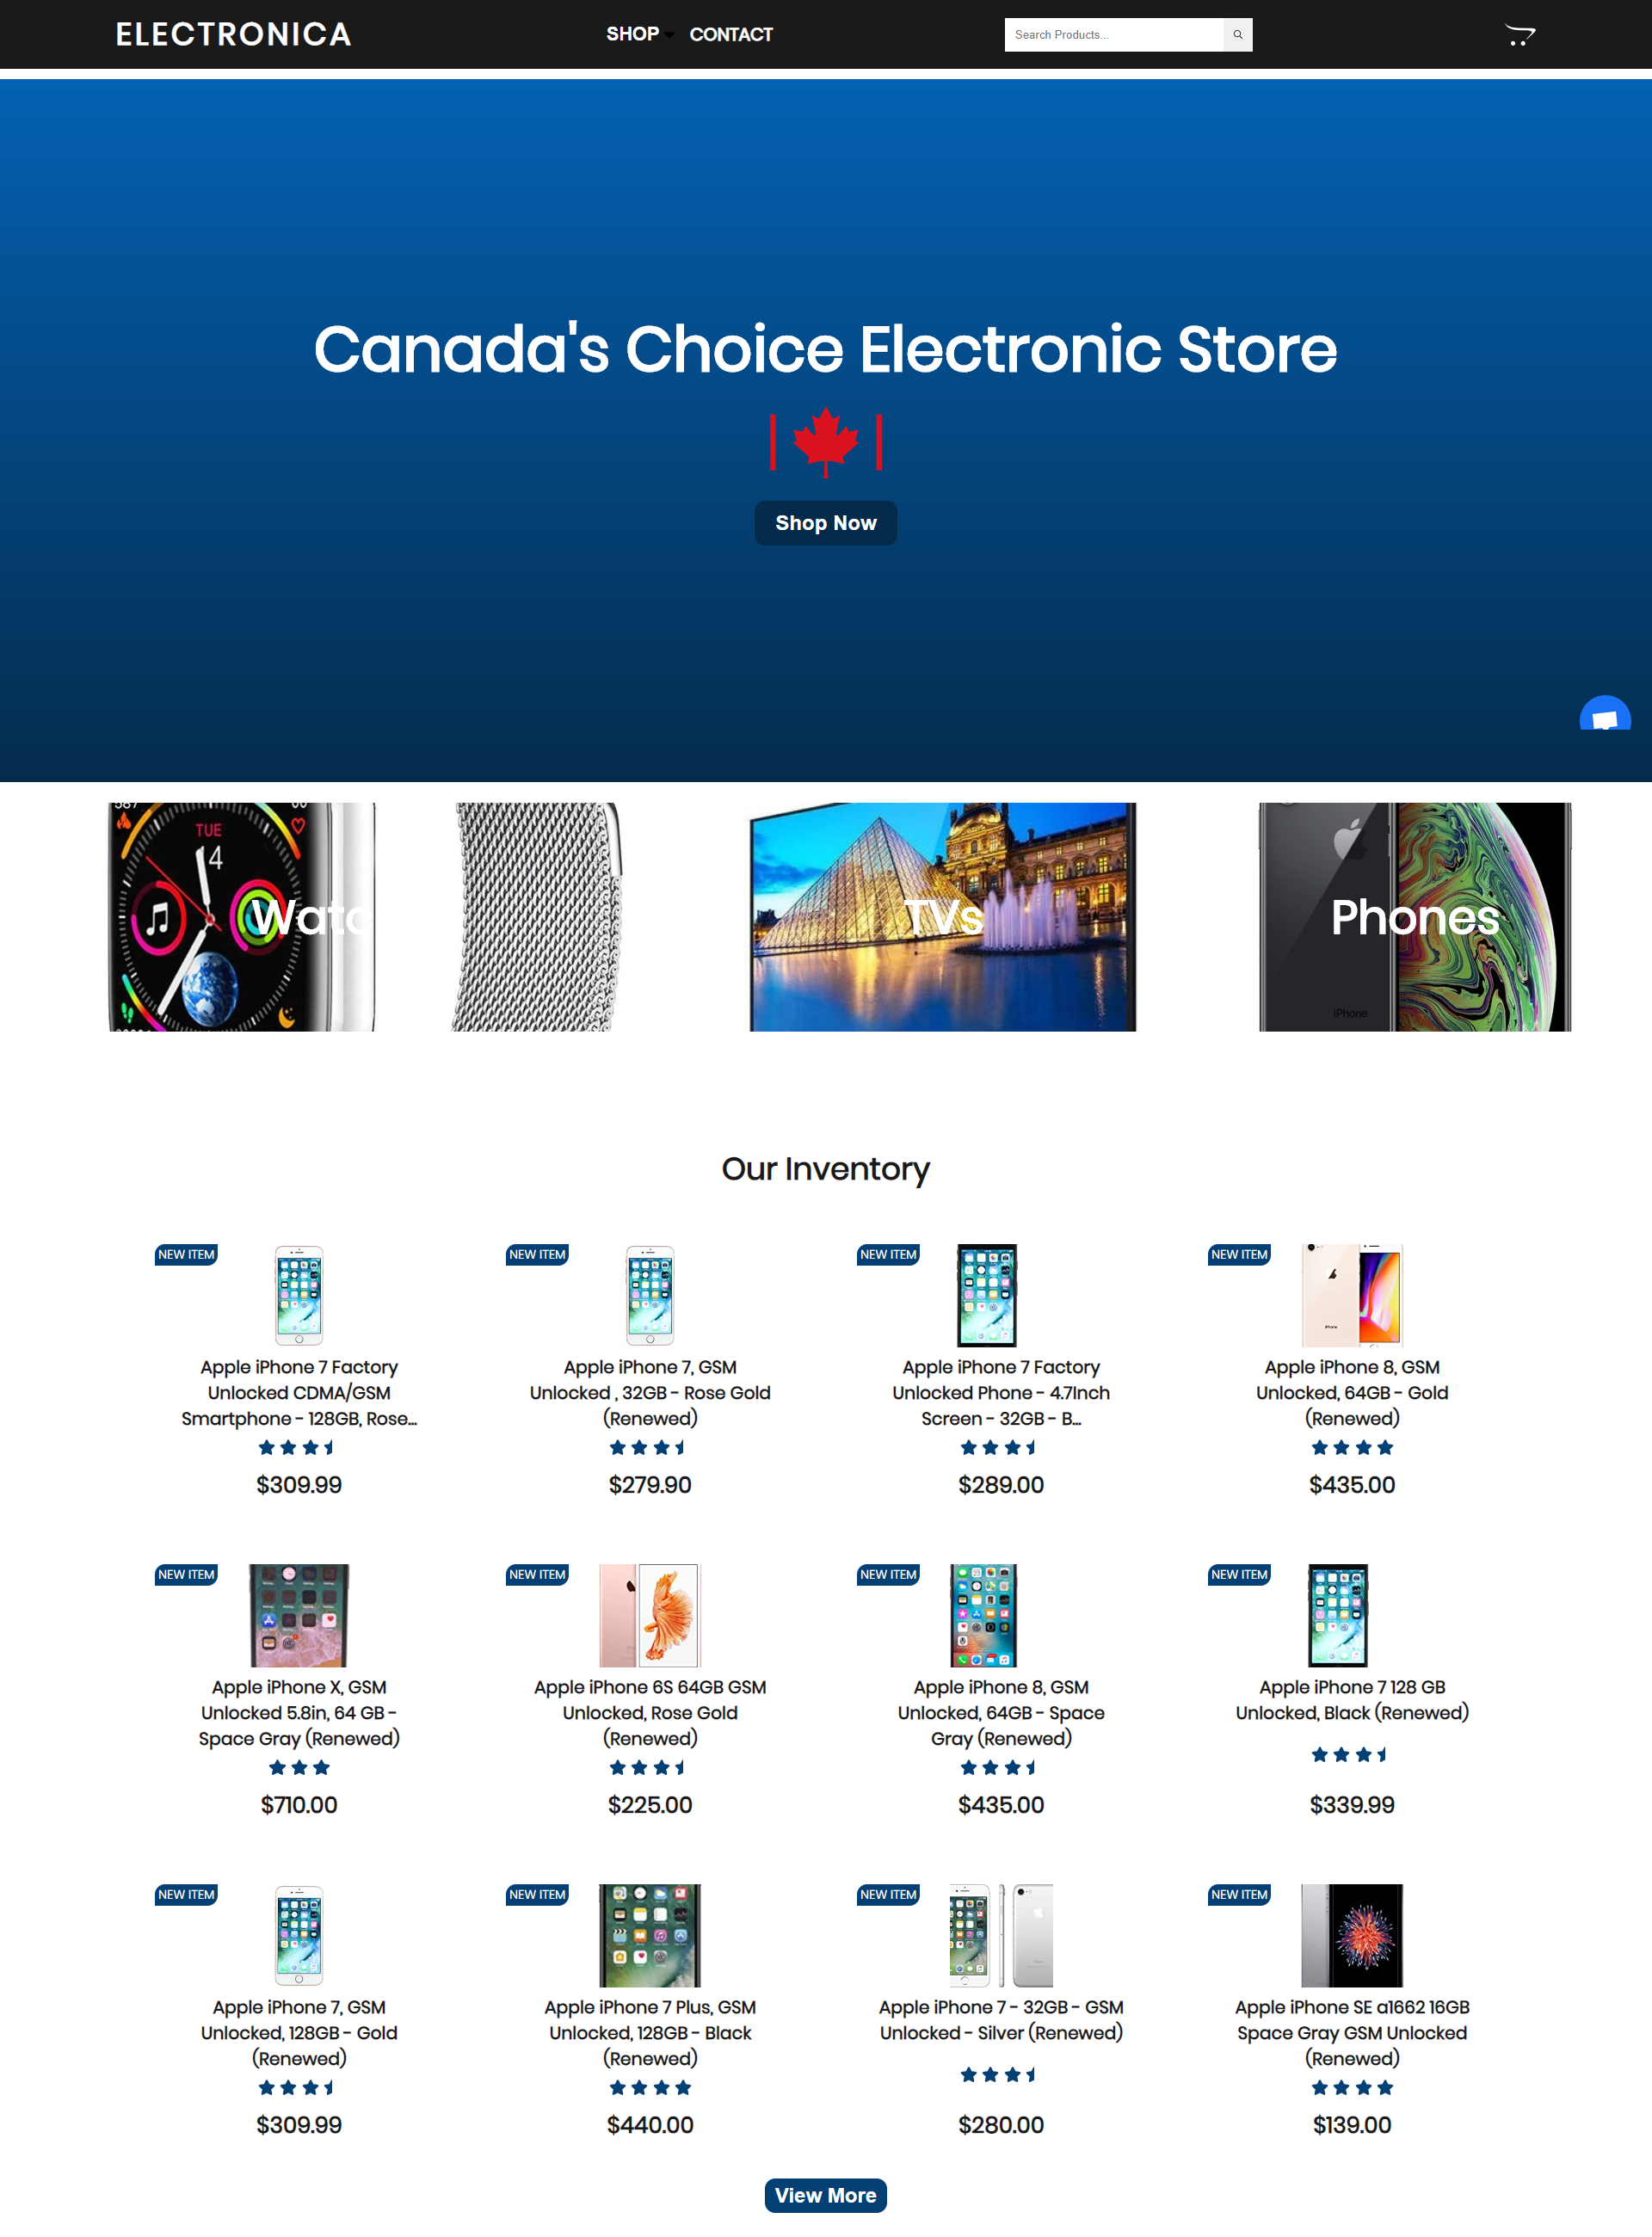 ELECTRONICA
SHOP
CONTACT
Search Products...
Canada's Choice Electronic Store
Shop Now
TUE
14
Watc
TVs
Phones
iPhone
Our Inventory
NEW ITEM
Apple iPhone 7 Factory
Unlocked CDMA/GSM
Smartphone - 128GB, Rose...
$309.99
NEW ITEM
Apple iPhone 7, GSM
Unlocked , 32GB - Rose Gold
(Renewed)
$279.90
NEW ITEM
Apple iPhone 7 Factory
Unlocked Phone - 4.7Inch
Screen - 32GB - B...
$289.00
NEW ITEM
Apple iPhone 8, GSM
Unlocked, 64GB - Gold
(Renewed)
$435.00
NEW ITEM
Apple iPhone X, GSM
Unlocked 5.8in, 64 GB -
Space Gray (Renewed)
$710.00
NEW ITEM
Apple iPhone 6S 64GB GSM
Unlocked, Rose Gold
(Renewed)
$225.00
NEW ITEM
Apple iPhone 8, GSM
Unlocked, 64GB - Space
Gray (Renewed)
$435.00
NEW ITEM
Apple iPhone 7 128 GB
Unlocked, Black (Renewed)
$339.99
NEW ITEM
Apple iPhone 7, GSM
Unlocked, 128GB - Gold
(Renewed)
$309.99
NEW ITEM
Apple iPhone 7 Plus, GSM
Unlocked, 128GB - Black
(Renewed)
$440.00
NEW ITEM
Apple iPhone 7 - 32GB - GSM
Unlocked - Silver (Renewed)
$280.00
NEW ITEM
Apple iPhone SE a1662 16GB
Space Gray GSM Unlocked
(Renewed)
$139.00
View More